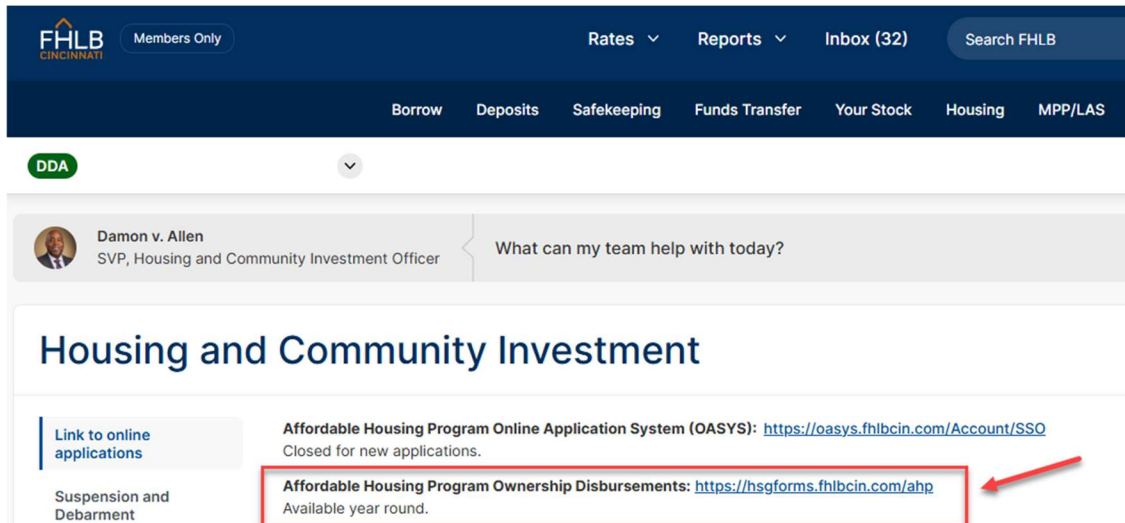 FHLB
CINCINNATI
Members Only
Rates
Reports
Inbox (32)
Search FHLB
Borrow
Deposits
Safekeeping
Funds Transfer
Your Stock
Housing
MPP/LAS
DDA
Damon v. Allen
SVP, Housing and Community Investment Officer
What can my team help with today?
Housing and Community Investment
Link to online
applications
Suspension and
Debarment
Affordable Housing Program Online Application System (OASYS): https://oasys.fhlbcin.com/Account/SSO
Closed for new applications.
Affordable Housing Program Ownership Disbursements: https://hsgforms.fhlbcin.com/ahp
Available year round.